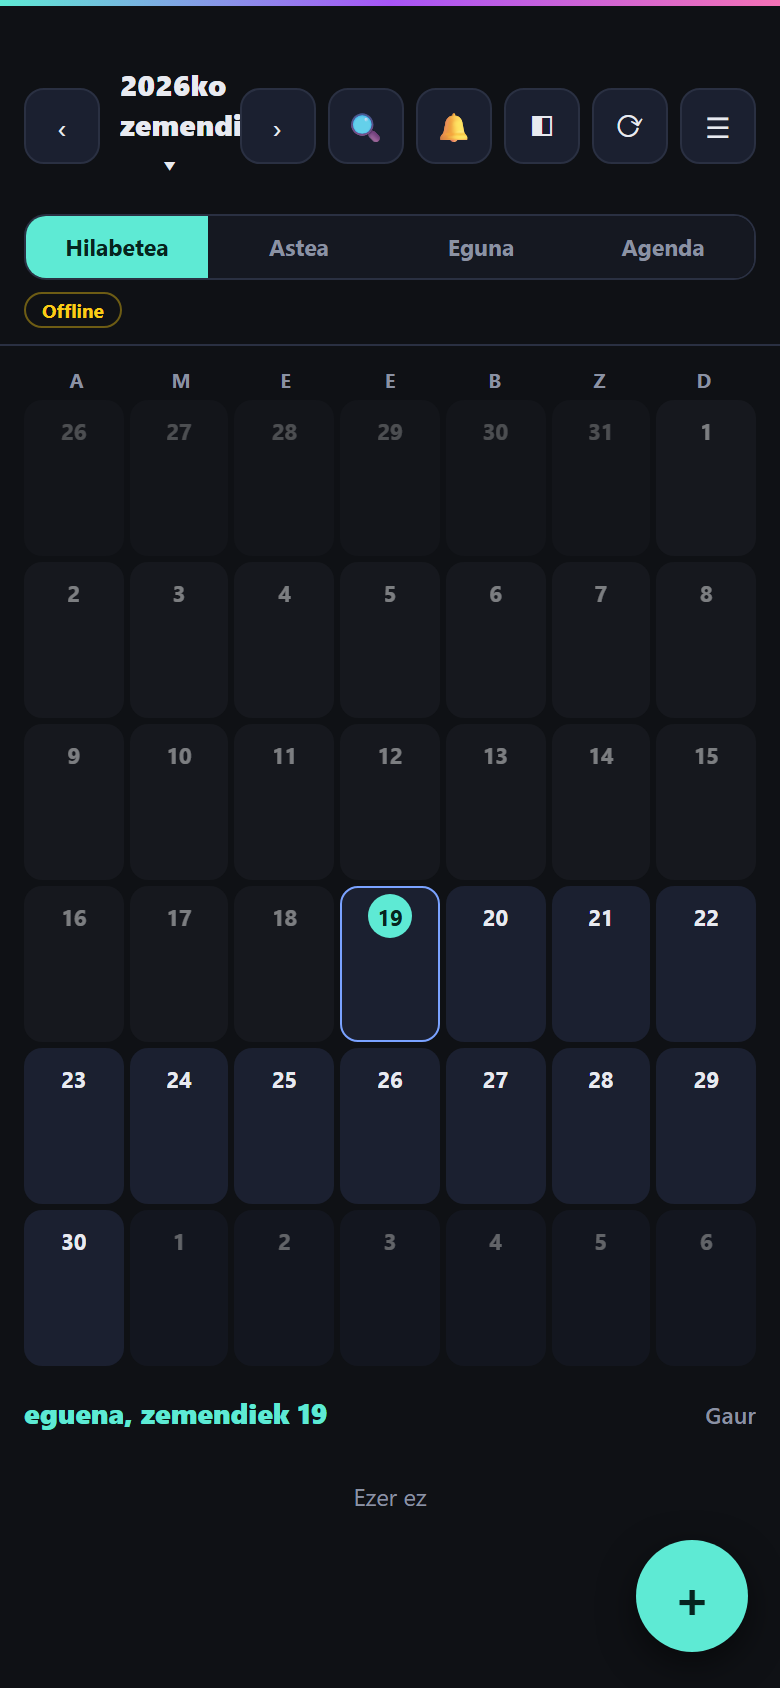 2026ko
zemendi
Hilabetea Astea Eguna Agenda
Offline
A M E E B Z D
26 27 28 29 30 31 1
2 3 4 5 6 7 8
9 10 11 12 13 14 15
16 17 18 19 20 21 22
23 24 25 26 27 28 29
30 1 2 3 4 5 6
eguena, zemendiek 19 Gaur
Ezer ez
+